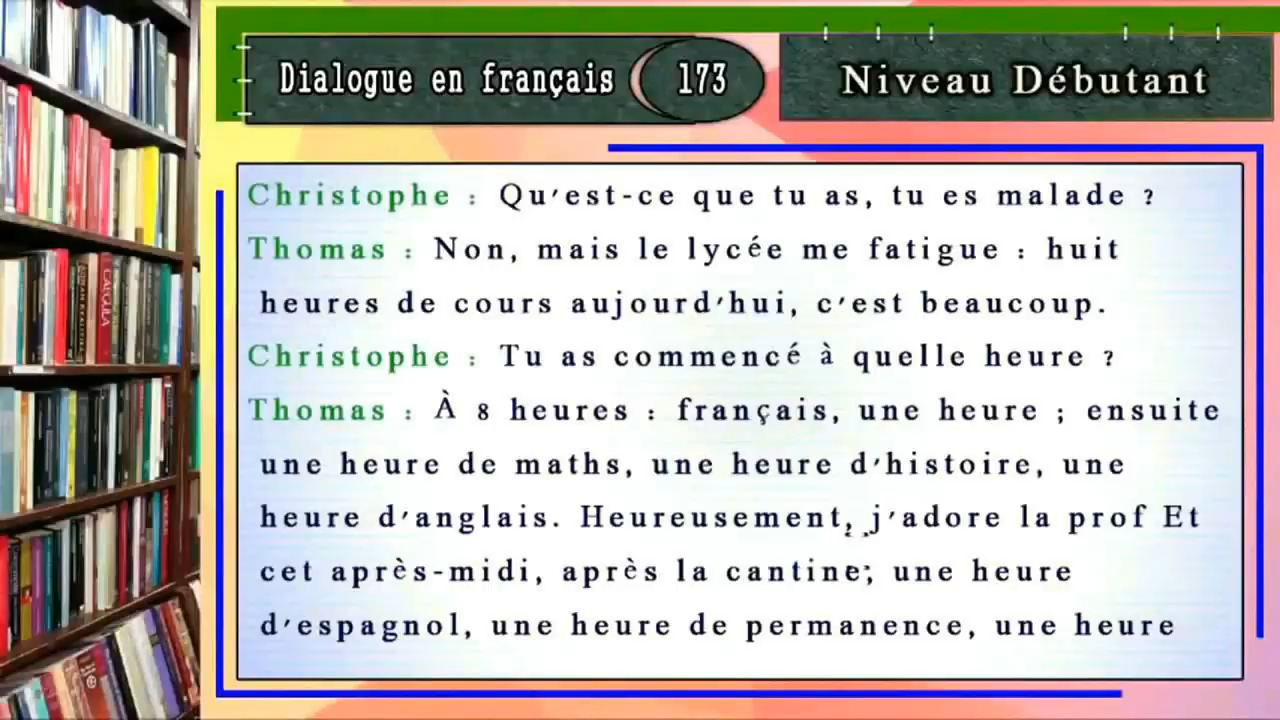 Dialogue en français 173
Niveau Débutant
Christophe : Qu'est-ce que tu as, tu es malade ?
Thomas : Non, mais le lycée me fatigue : huit
heures de cours aujourd'hui, c'est beaucoup.
Christophe : Tu as commencé à quelle heure ?
Thomas : À 8 heures : français, une heure ; ensuite
une heure de maths, une heure d'histoire, une
heure d'anglais. Heureusement, j'adore la prof Et
cet après-midi, après la cantine; une heure
d'espagnol, une heure de permanence, une heure
CALIGULA